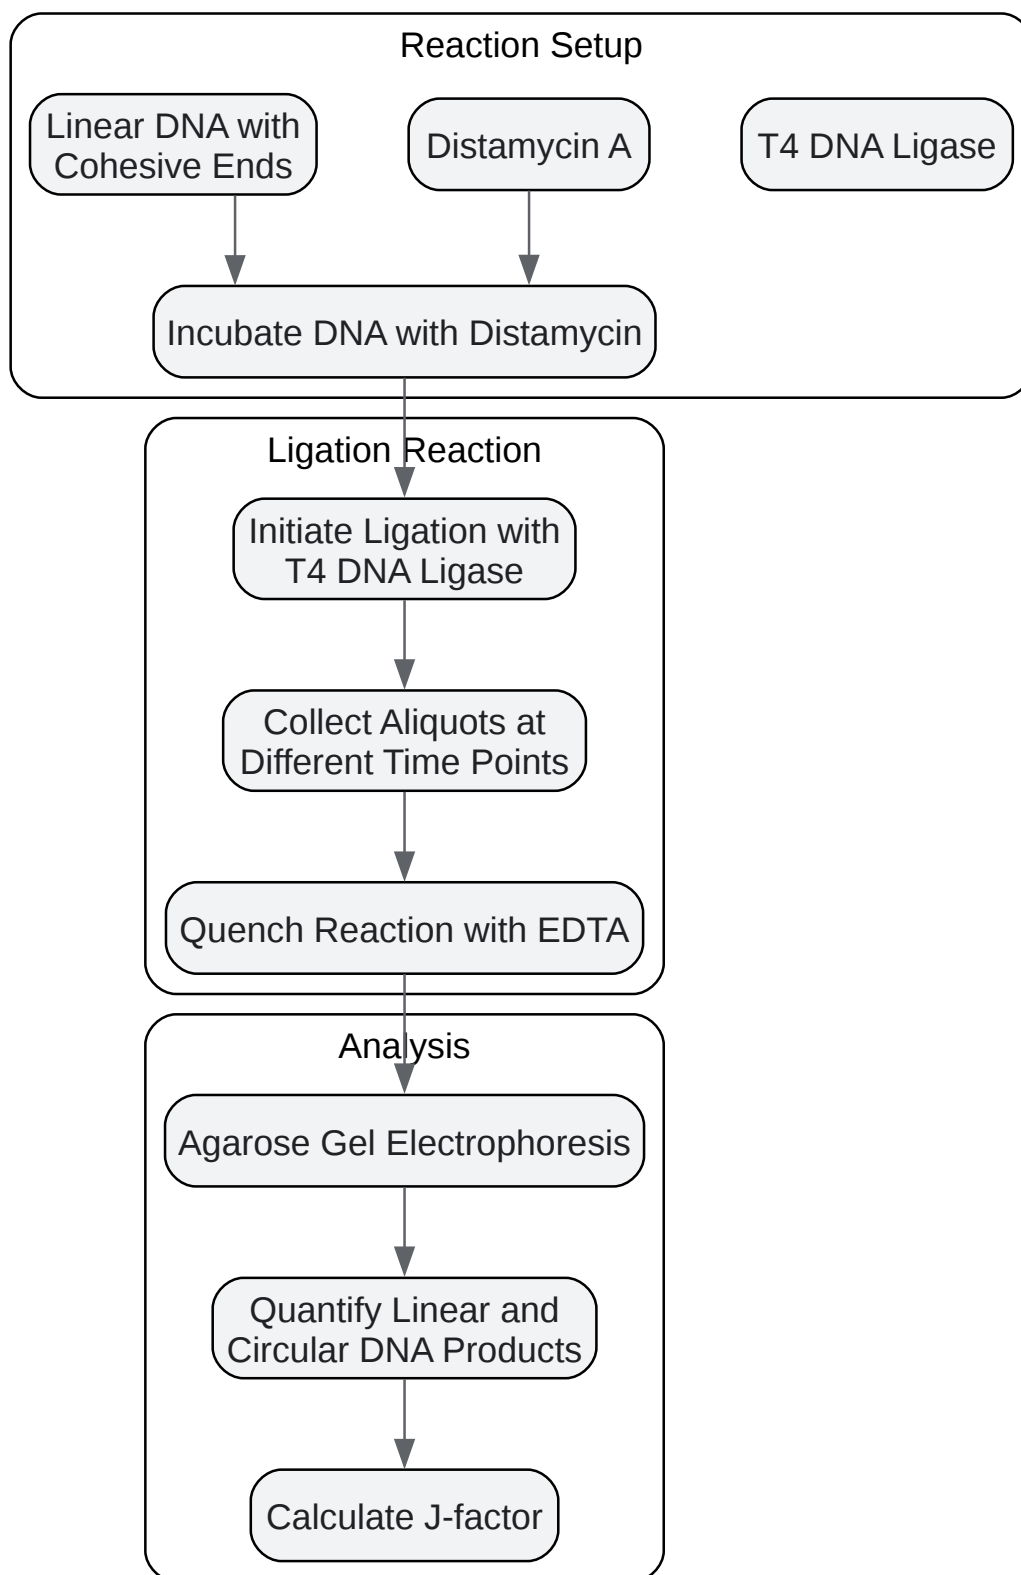 Reaction Setup
Linear DNA with
Cohesive Ends
Distamycin A
T4 DNA Ligase
Incubate DNA with Distamycin
Ligation Reaction
Initiate Ligation with
T4 DNA Ligase
Collect Aliquots at
Different Time Points
Quench Reaction with EDTA
Analysis
Agarose Gel Electrophoresis
Quantify Linear and
Circular DNA Products
Calculate J-factor